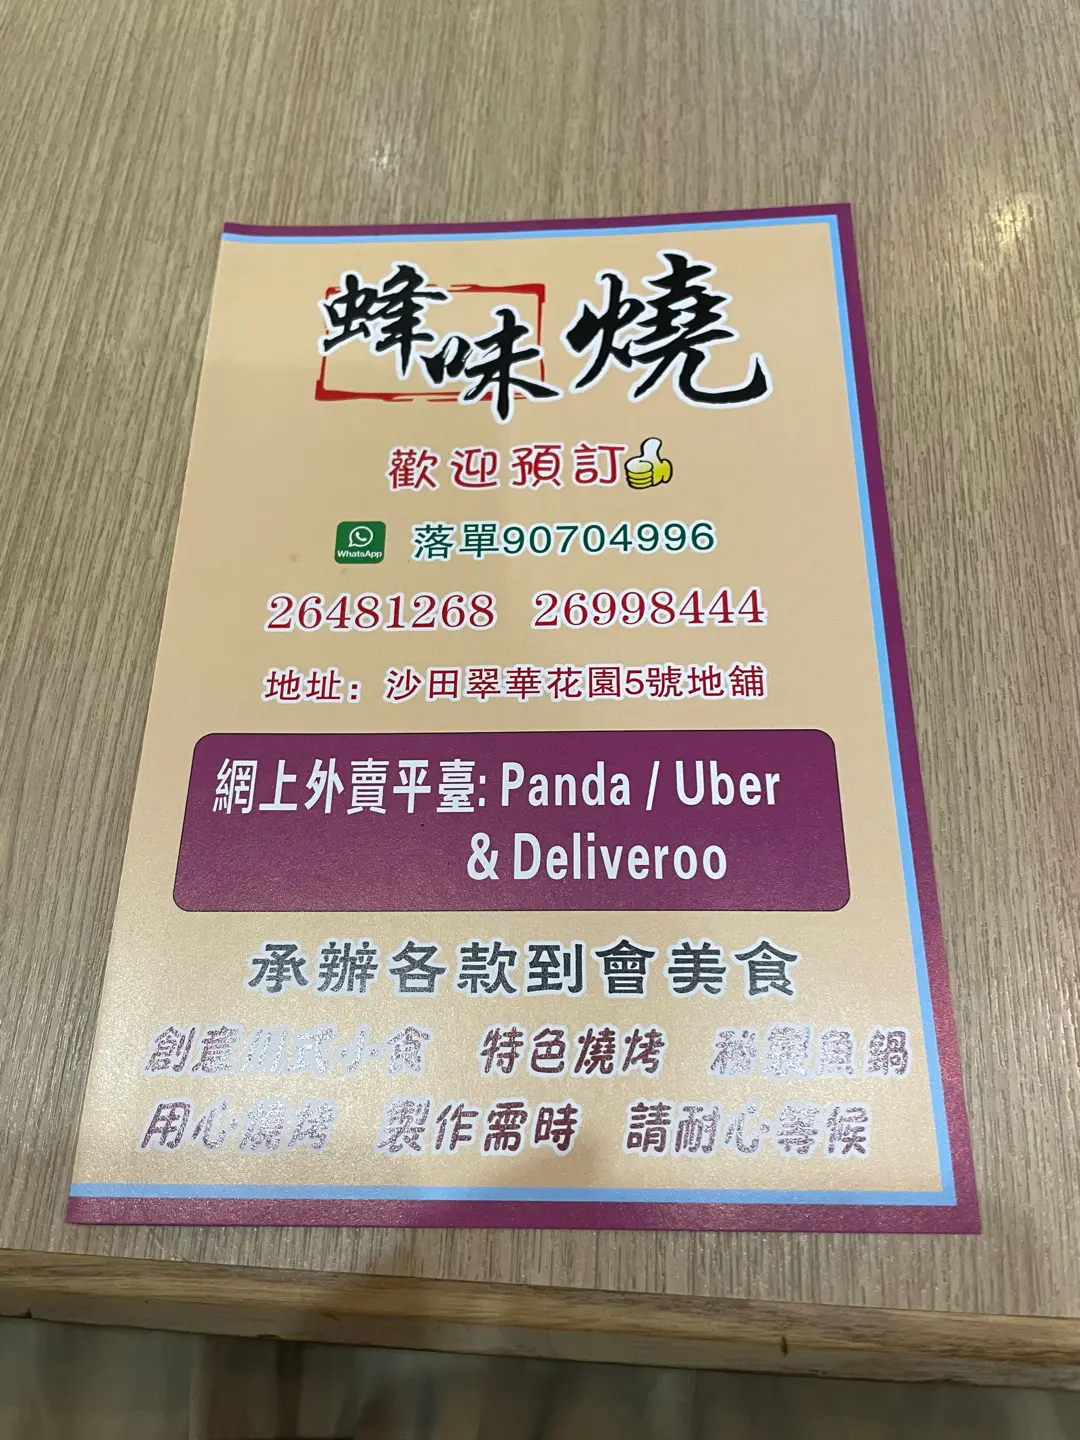 蜂味燒
歡迎預訂
WhatsApp 落單90704996
26481268 26998444
地址：沙田翠華花園5號地舖
網上外賣平臺: Panda / Uber
& Deliveroo
承辦各款到會美食
創意川式小食 特色燒烤 秘製魚鍋
用心燒烤 製作需時 請耐心等候